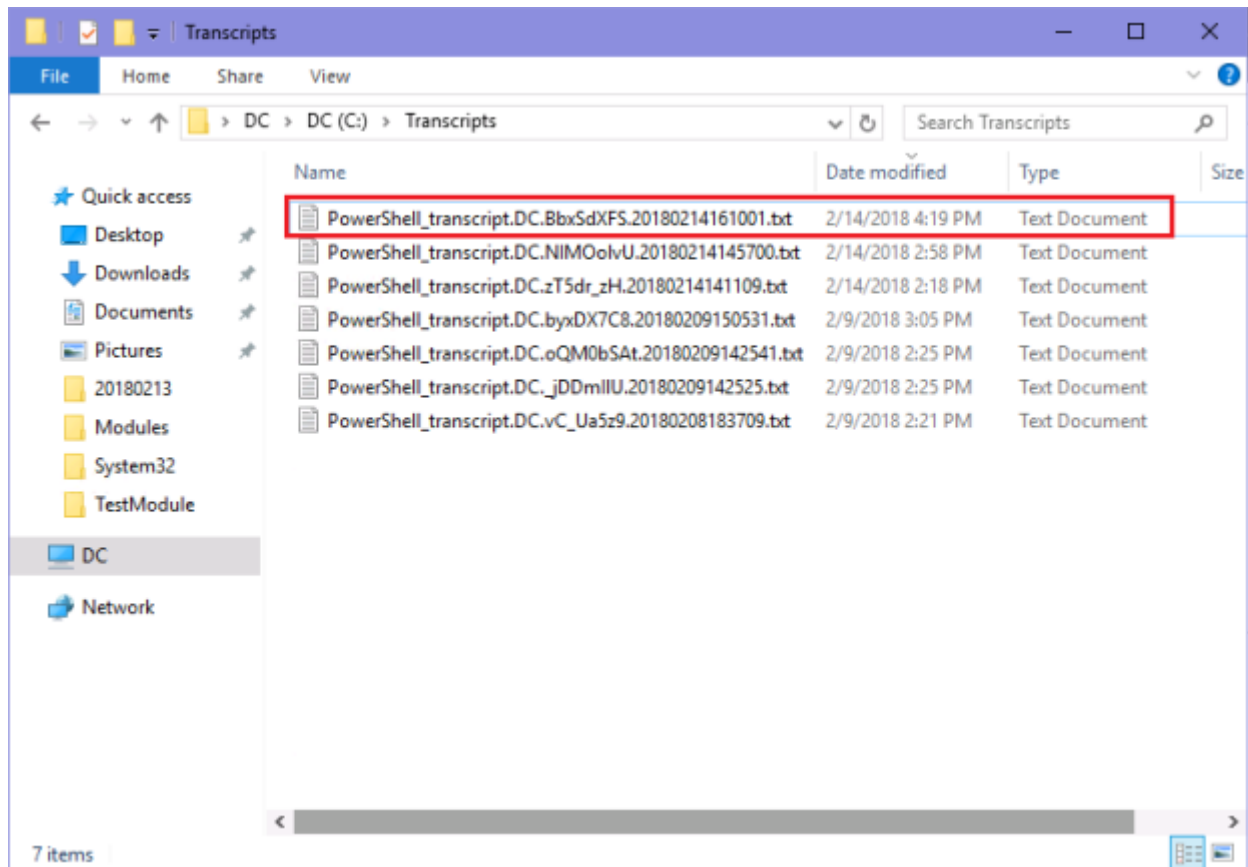 Transcripts
File Home Share View
DC > DC (C:) > Transcripts Search Transcripts
Name Date modified Type Size
Quick access
Desktop
Downloads
Documents
Pictures
20180213
Modules
System32
TestModule
DC
Network
PowerShell_transcript.DC.BbxSdXFS.20180214161001.txt 2/14/2018 4:19 PM Text Document
PowerShell_transcript.DC.NIMOolvU.20180214145700.txt 2/14/2018 2:58 PM Text Document
PowerShell_transcript.DC.zT5dr_zH.20180214141109.txt 2/14/2018 2:18 PM Text Document
PowerShell_transcript.DC.byxDX7C8.20180209150531.txt 2/9/2018 3:05 PM Text Document
PowerShell_transcript.DC.oQM0bSAt.20180209142541.txt 2/9/2018 2:25 PM Text Document
PowerShell_transcript.DC._jDDmIlU.20180209142525.txt 2/9/2018 2:25 PM Text Document
PowerShell_transcript.DC.vC_Ua5z9.20180208183709.txt 2/9/2018 2:21 PM Text Document
7 items